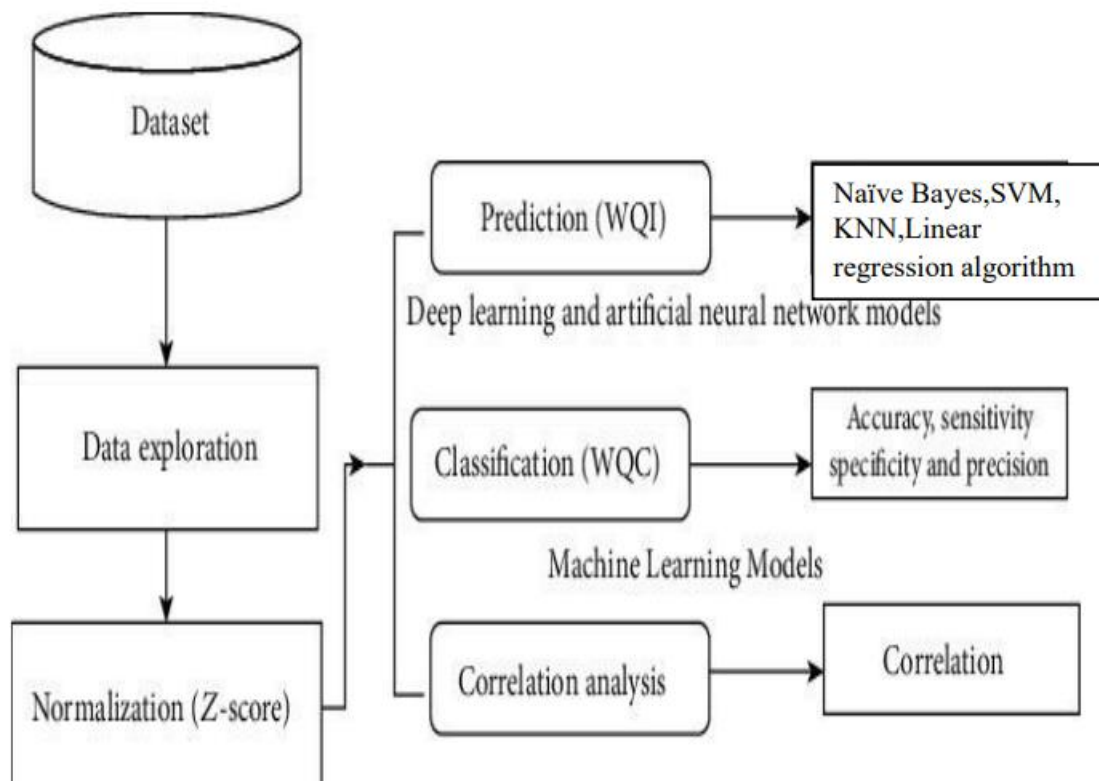 Dataset
Data exploration
Normalization (Z-score)
Prediction (WQI)
Naïve Bayes,SVM,
KNN,Linear
regression algorithm
Deep learning and artificial neural network models
Classification (WQC)
Accuracy, sensitivity
specificity and precision
Machine Learning Models
Correlation analysis
Correlation